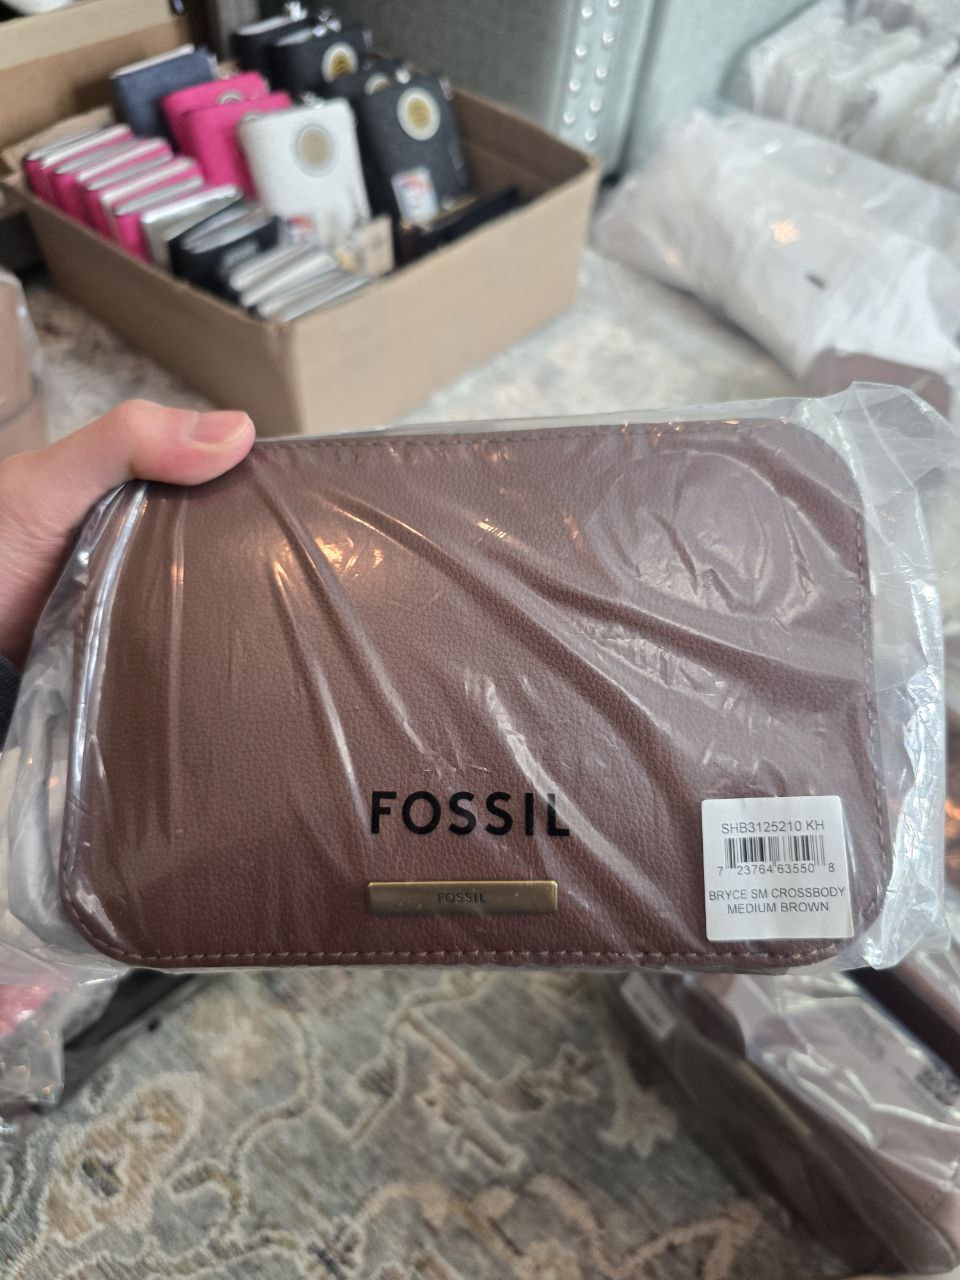 FOSSIL
FOSSIL
SHB3125210 KH
7 23764 63550 8
BRYCE SM CROSSBODY
MEDIUM BROWN